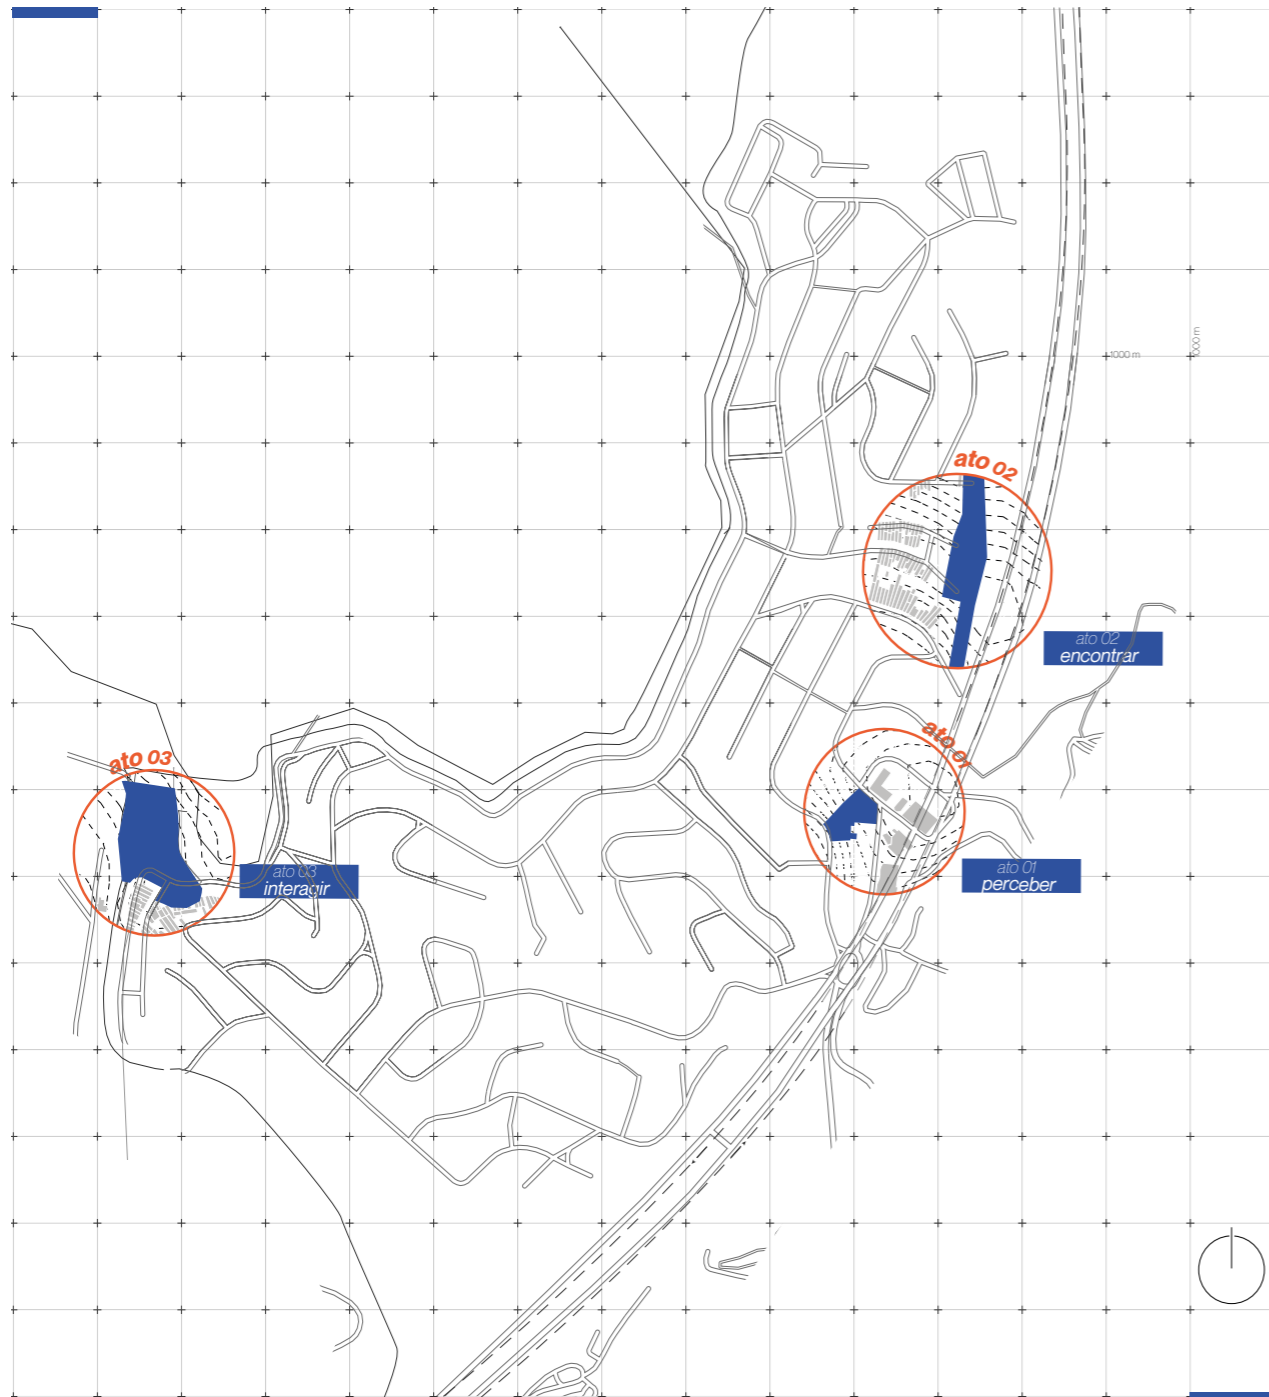 1000 m
1000 m
ato 02
ato 02
encontrar
ato 01
ato 03
ato 01
perceber
ato 03
interagir